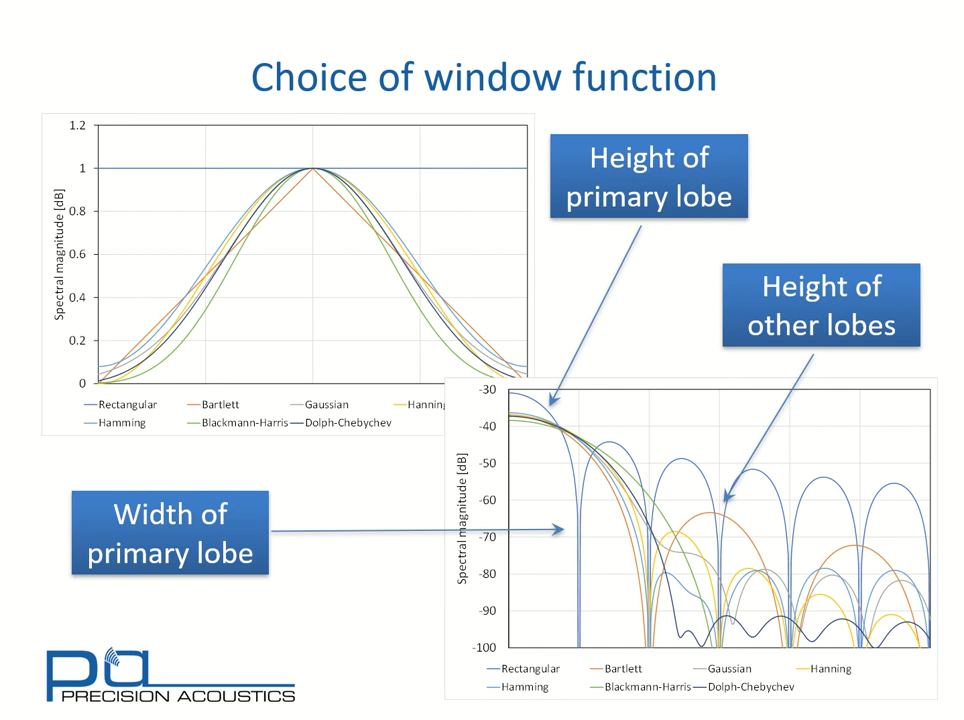 Choice of window function
1.2
1
0.8
0.6
0.4
0.2
0
Spectral magnitude [dB]
Rectangular Bartlett Gaussian Hanning
Hamming Blackmann-Harris Dolph-Chebychev
Height of
primary lobe
Height of
other lobes
Width of
primary lobe
-30
-40
-50
-60
-70
-80
-90
-100
Spectral magnitude [dB]
Rectangular Bartlett Gaussian Hanning
Hamming Blackmann-Harris Dolph-Chebychev
pa
PRECISION ACOUSTICS